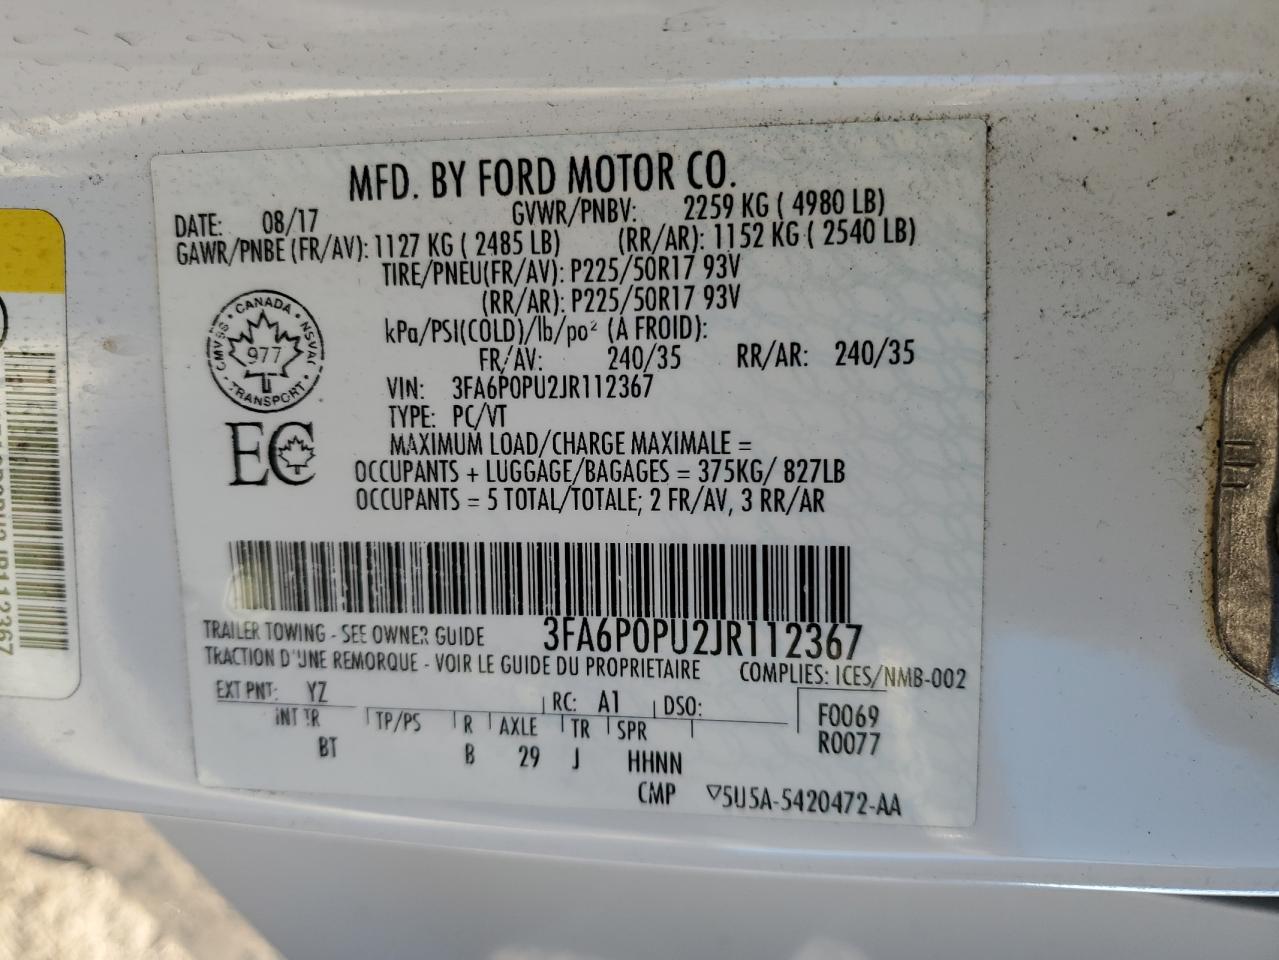 MFD. BY FORD MOTOR CO.
DATE: 08/17 GVWR/PNBV: 2259 KG ( 4980 LB)
GAWR/PNBE (FR/AV): 1127 KG ( 2485 LB) (RR/AR): 1152 KG ( 2540 LB)
TIRE/PNEU(FR/AV): P225/50R17 93V
(RR/AR): P225/50R17 93V
kPa/PSI(COLD)/lb/po² (A FROID):
FR/AV: 240/35 RR/AR: 240/35
VIN: 3FA6P0PU2JR112367
TYPE: PC/VT
MAXIMUM LOAD/CHARGE MAXIMALE =
OCCUPANTS + LUGGAGE/BAGAGES = 375KG/ 827LB
OCCUPANTS = 5 TOTAL/TOTALE; 2 FR/AV, 3 RR/AR
CANADA · NSVAC · TRANSPORT · CMVSS
977
EC
3FA6P0PU2JR112367
TRAILER TOWING - SEE OWNER GUIDE
TRACTION D'UNE REMORQUE - VOIR LE GUIDE DU PROPRIETAIRE
COMPLIES: ICES/NMB-002
EXT PNT: YZ RC: A1 DSO:
INT TR TP/PS R AXLE TR SPR
BT B 29 J HHNN
F0069
R0077
CMP ▽5U5A-5420472-AA